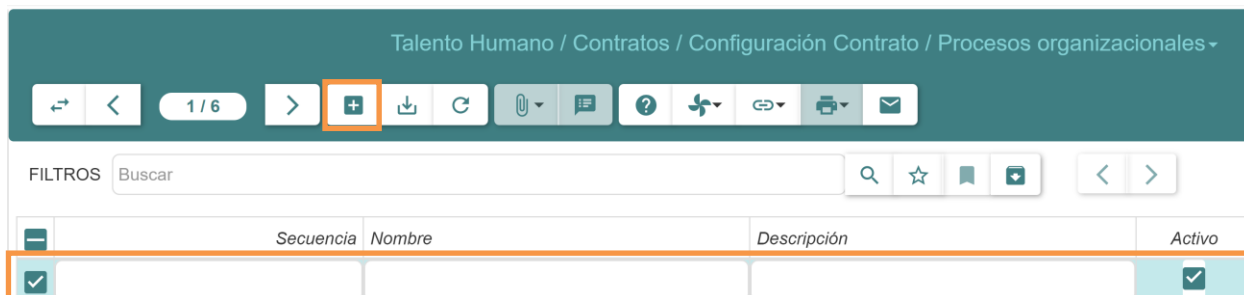 Talento Humano / Contratos / Configuración Contrato / Procesos organizacionales
1 / 6
FILTROS Buscar
Secuencia Nombre Descripción Activo